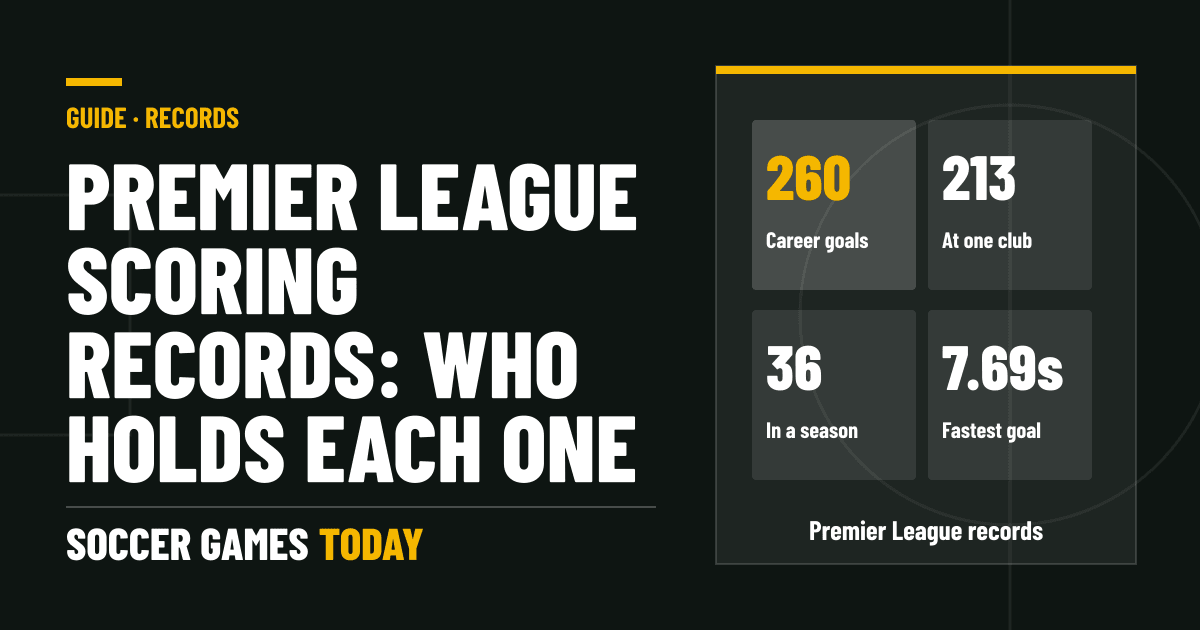 GUIDE · RECORDS
PREMIER LEAGUE
SCORING
RECORDS: WHO
HOLDS EACH ONE
SOCCER GAMES TODAY
260
Career goals
213
At one club
36
In a season
7.69s
Fastest goal
Premier League records